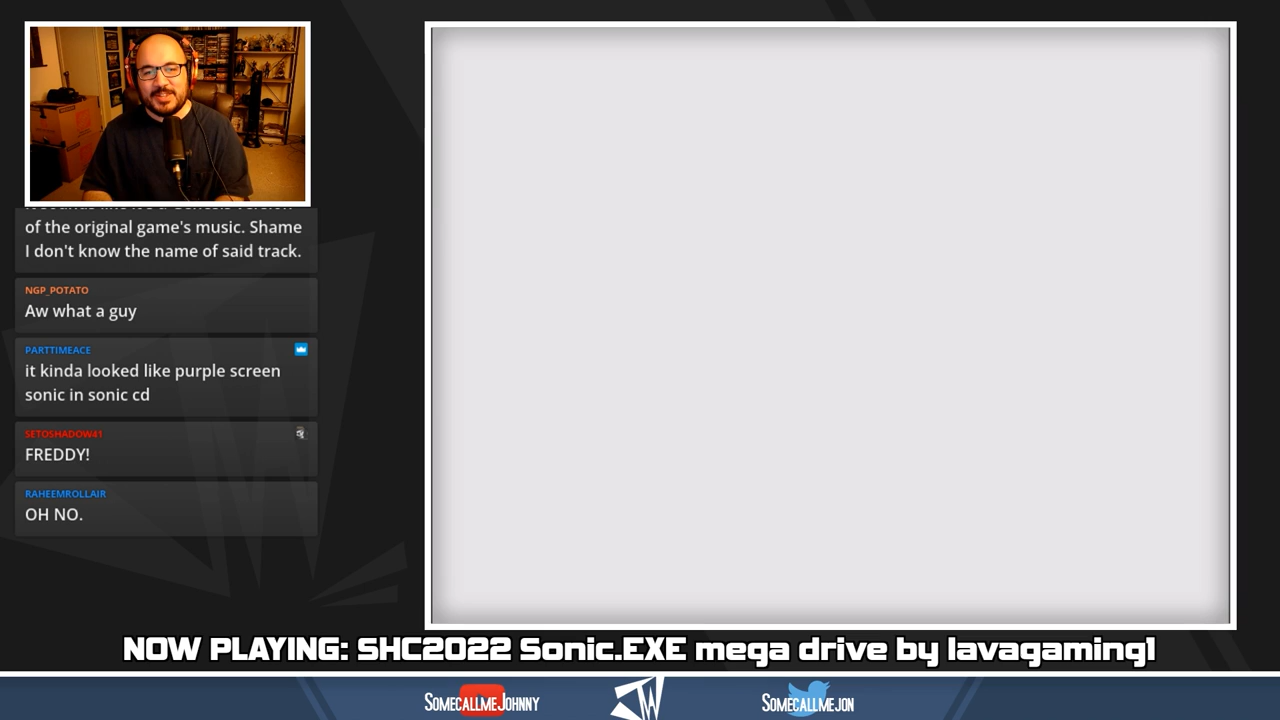 of the original game's music. Shame
I don't know the name of said track.
NGP_POTATO
Aw what a guy
PARTTIMEACE
it kinda looked like purple screen
sonic in sonic cd
SETOSHADOW41
FREDDY!
RAHEEMROLLAIR
OH NO.
NOW PLAYING: SHC2022 Sonic.EXE mega drive by lavagaming1
SOMECALLMEJOHNNY
SOMECALLMEJON